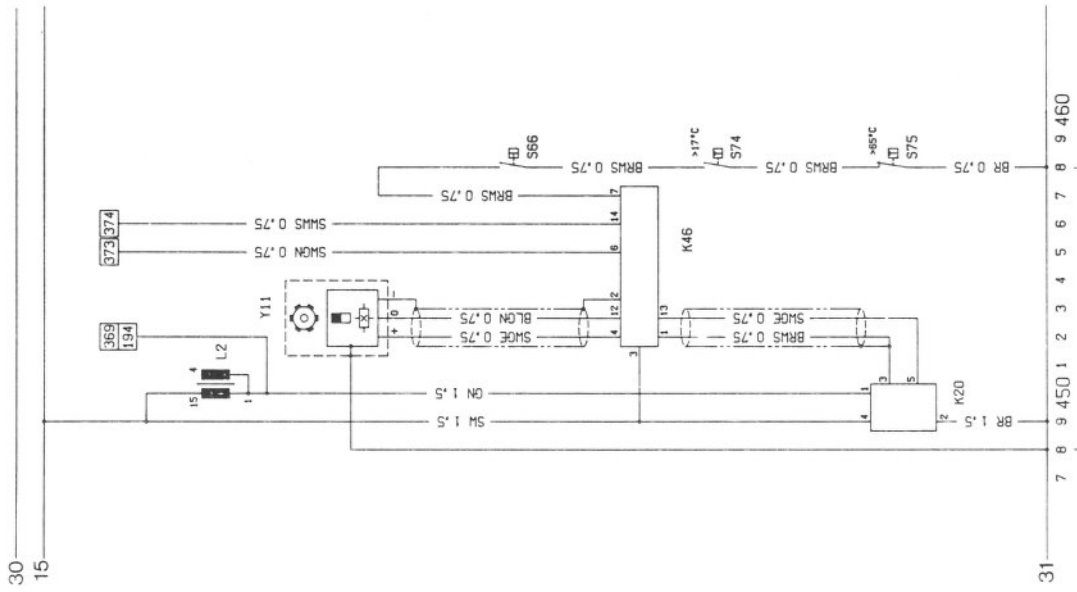 30
15
373 374
369
194
L2
4
15
1
Y11
+ 0 −
SWWS 0.75
SWGN 0.75
BRWS 0.75
SWGE 0.75
BLGN 0.75
4 12 2 6 14 7
K46
3 1 13
BRWS 0.75
SWGE 0.75
S66
BRWS 0.75
>17°C
S74
BRWS 0.75
>65°C
S75
BR 0.75
GN 1.5
SW 1.5
4 1 3 5
K20
2
BR 1.5
31
7 8 9 450 1 2 3 4 5 6 7 8 9 460